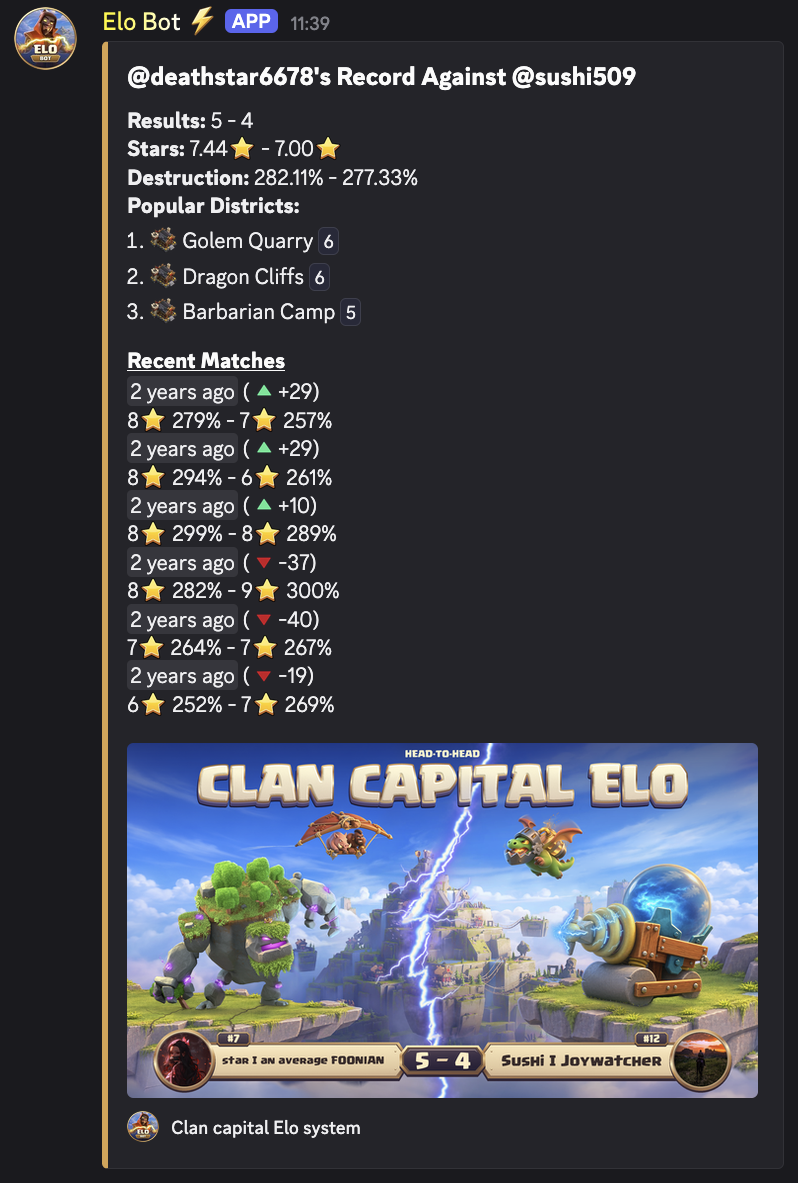 Elo Bot ⚡ APP 11:39
ELO
BOT
@deathstar6678's Record Against @sushi509
Results: 5 - 4
Stars: 7.44⭐ - 7.00⭐
Destruction: 282.11% - 277.33%
Popular Districts:
1. Golem Quarry 6
2. Dragon Cliffs 6
3. Barbarian Camp 5
Recent Matches
2 years ago ( ▲ +29)
8⭐ 279% - 7⭐ 257%
2 years ago ( ▲ +29)
8⭐ 294% - 6⭐ 261%
2 years ago ( ▲ +10)
8⭐ 299% - 8⭐ 289%
2 years ago ( ▼ -37)
8⭐ 282% - 9⭐ 300%
2 years ago ( ▼ -40)
7⭐ 264% - 7⭐ 267%
2 years ago ( ▼ -19)
6⭐ 252% - 7⭐ 269%
HEAD-TO-HEAD
CLAN CAPITAL ELO
#7 #12
star I an average FOONIAN 5 - 4 Sushi I Joywatcher
ELO
Clan capital Elo system